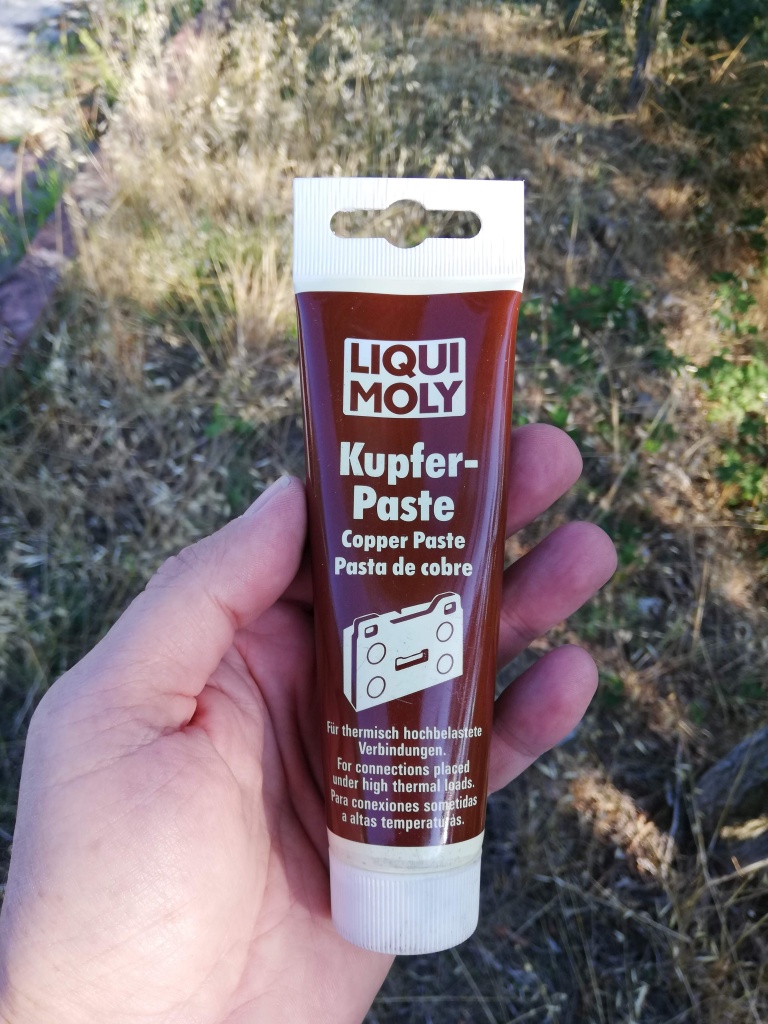 LIQUI
MOLY
Kupfer-
Paste
Copper Paste
Pasta de cobre
Für thermisch hochbelastete
Verbindungen.
For connections placed
under high thermal loads.
Para conexiones sometidas
a altas temperaturas.